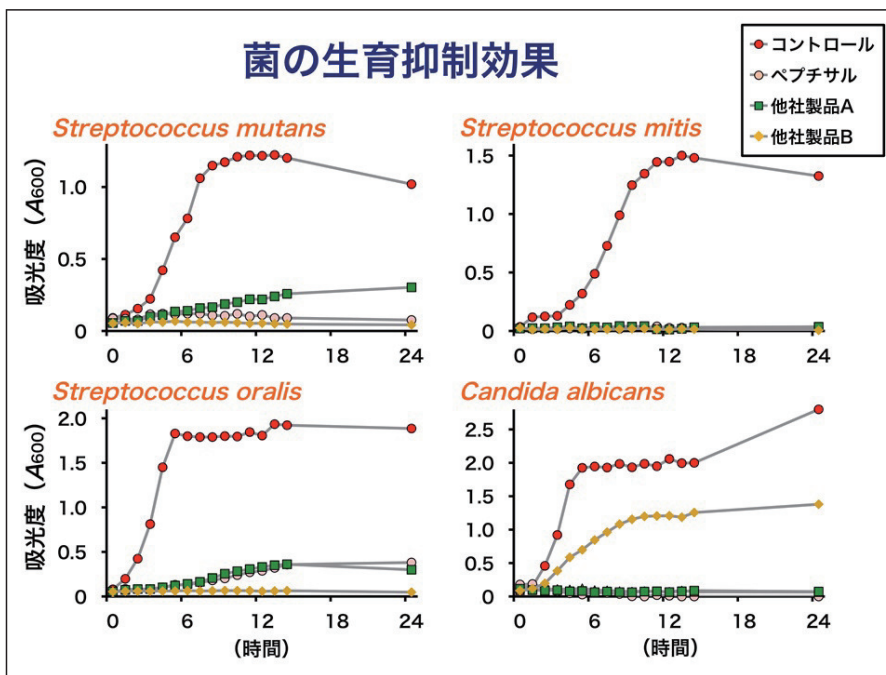 菌の生育抑制効果
コントロール
ペプチサル
他社製品A
他社製品B
Streptococcus mutans
吸光度（A600）
1.0
0.5
0
0
6
12
18
24
Streptococcus mitis
1.5
1.0
0.5
0
0
6
12
18
24
Streptococcus oralis
吸光度（A600）
2.0
1.5
1.0
0.5
0
0
6
12
18
24
（時間）
Candida albicans
2.5
2.0
1.5
1.0
0.5
0
0
6
12
18
24
（時間）